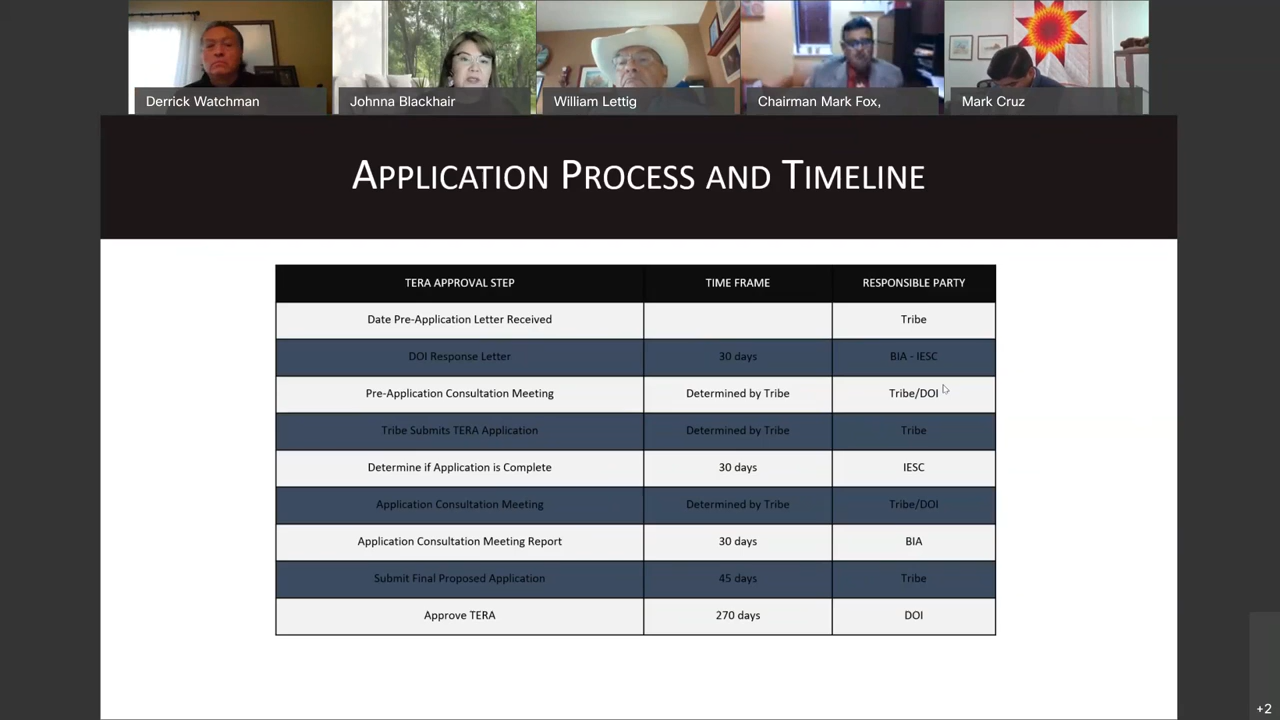 Derrick Watchman
Johnna Blackhair
William Lettig
Chairman Mark Fox,
Mark Cruz
APPLICATION PROCESS AND TIMELINE
TERA APPROVAL STEP TIME FRAME RESPONSIBLE PARTY
Date Pre-Application Letter Received Tribe
DOI Response Letter 30 days BIA - IESC
Pre-Application Consultation Meeting Determined by Tribe Tribe/DOI
Tribe Submits TERA Application Determined by Tribe Tribe
Determine if Application is Complete 30 days IESC
Application Consultation Meeting Determined by Tribe Tribe/DOI
Application Consultation Meeting Report 30 days BIA
Submit Final Proposed Application 45 days Tribe
Approve TERA 270 days DOI
+2